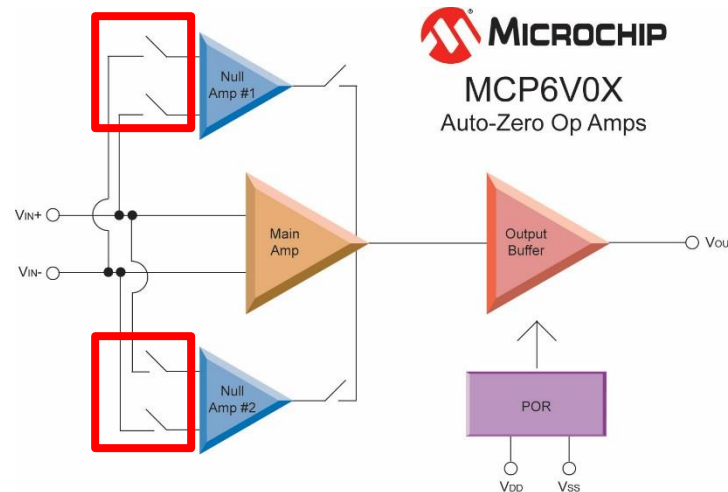 MICROCHIP
MCP6V0X
Auto-Zero Op Amps
Null
Amp #1
VIN+
VIN-
Main
Amp
Output
Buffer
VOU
Null
Amp #2
POR
VDD
VSS